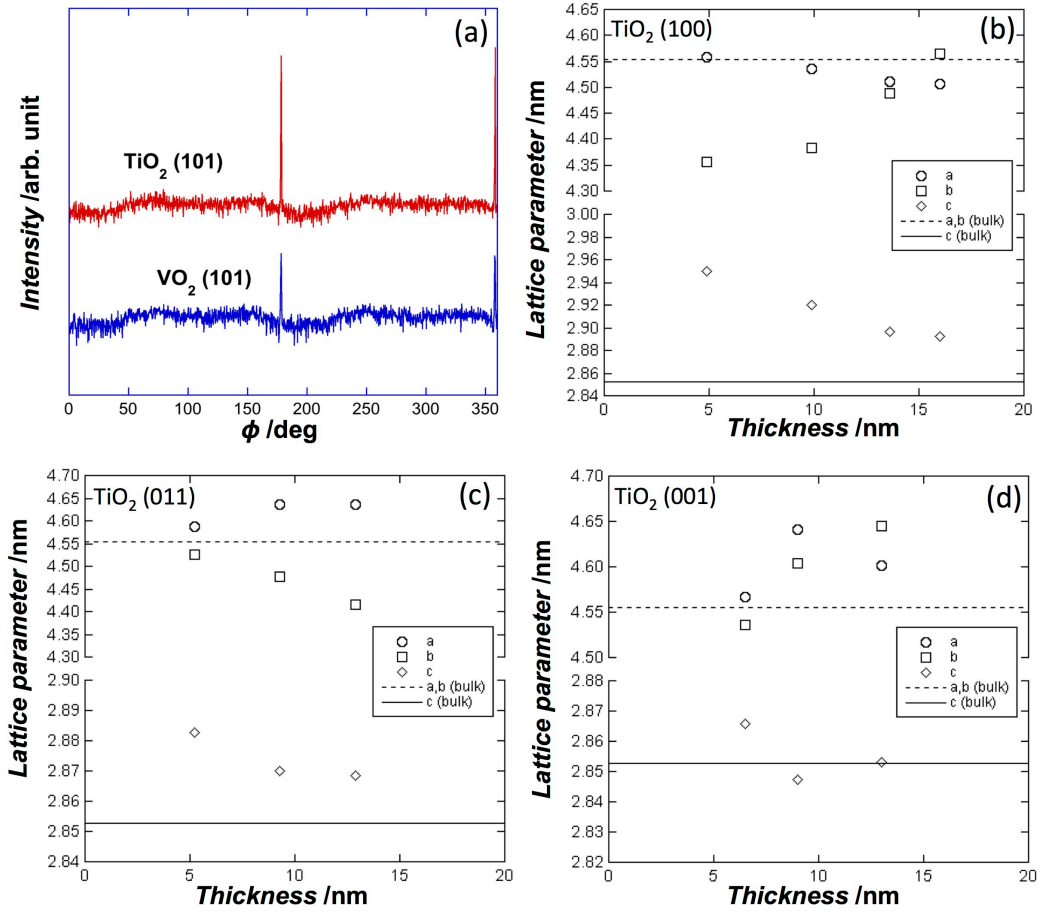 (a)
Intensity /arb. unit
TiO2 (101)
VO2 (101)
0 50 100 150 200 250 300 350
ϕ /deg
TiO2 (100)
(b)
Lattice parameter /nm
4.65
4.60
4.55
4.50
4.45
4.40
4.35
4.30
3.00
2.98
2.96
2.94
2.92
2.90
2.88
2.86
2.84
a
b
c
a,b (bulk)
c (bulk)
0 5 10 15 20
Thickness /nm
TiO2 (011)
(c)
Lattice parameter /nm
4.70
4.65
4.60
4.55
4.50
4.45
4.40
4.30
4.30
2.90
2.89
2.88
2.87
2.86
2.85
2.84
a
b
c
a,b (bulk)
c (bulk)
0 5 10 15 20
Thickness /nm
TiO2 (001)
(d)
Lattice parameter /nm
4.70
4.65
4.60
4.55
4.50
2.88
2.87
2.86
2.85
2.84
2.83
2.82
a
b
c
a,b (bulk)
c (bulk)
0 5 10 15 20
Thickness /nm